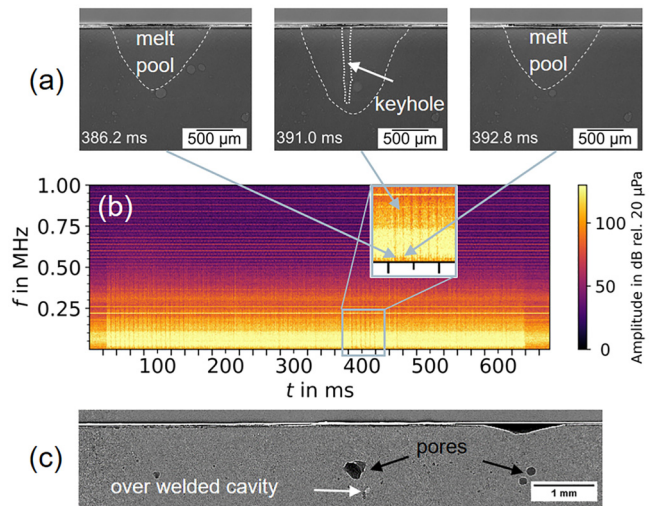 (a)
melt
pool
386.2 ms
500 µm
keyhole
391.0 ms
500 µm
melt
pool
392.8 ms
500 µm
(b)
1.00
0.75
0.50
0.25
f in MHz
100 200 300 400 500 600
t in ms
100
50
0
Amplitude in dB rel. 20 µPa
(c)
pores
over welded cavity
1 mm